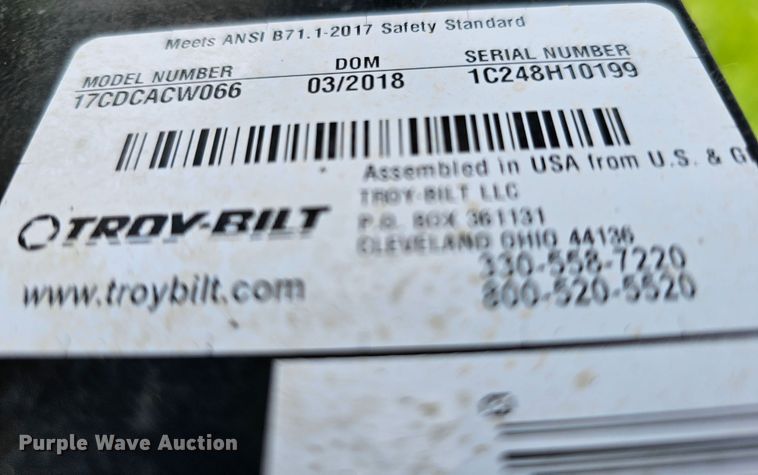 Meets ANSI B71.1-2017 Safety Standard
MODEL NUMBER DOM SERIAL NUMBER
17CDCACW066 03/2018 1C248H10199
Assembled in USA from U.S. & G
TROY-BILT LLC
TROY-BILT
P.O. BOX 361131
CLEVELAND OHIO 44136
330-558-7220
www.troybilt.com
800-520-5520
Purple Wave Auction